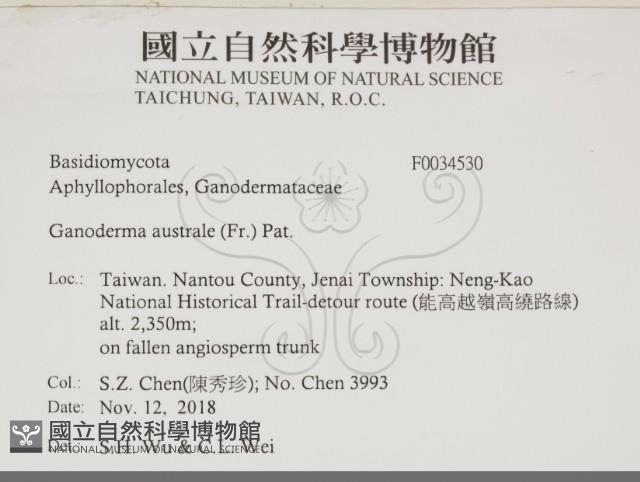 國立自然科學博物館
NATIONAL MUSEUM OF NATURAL SCIENCE
TAICHUNG, TAIWAN, R.O.C.
Basidiomycota F0034530
Aphyllophorales, Ganodermataceae
Ganoderma australe (Fr.) Pat.
Loc.: Taiwan. Nantou County, Jenai Township: Neng-Kao
National Historical Trail-detour route (能高越嶺高繞路線)
alt. 2,350m;
on fallen angiosperm trunk
Col.: S.Z. Chen(陳秀珍); No. Chen 3993
Date: Nov. 12, 2018
國立自然科學博物館
NATIONAL MUSEUM OF NATURAL SCIENCE
Det.: S.H. Wu & C.L. Wei